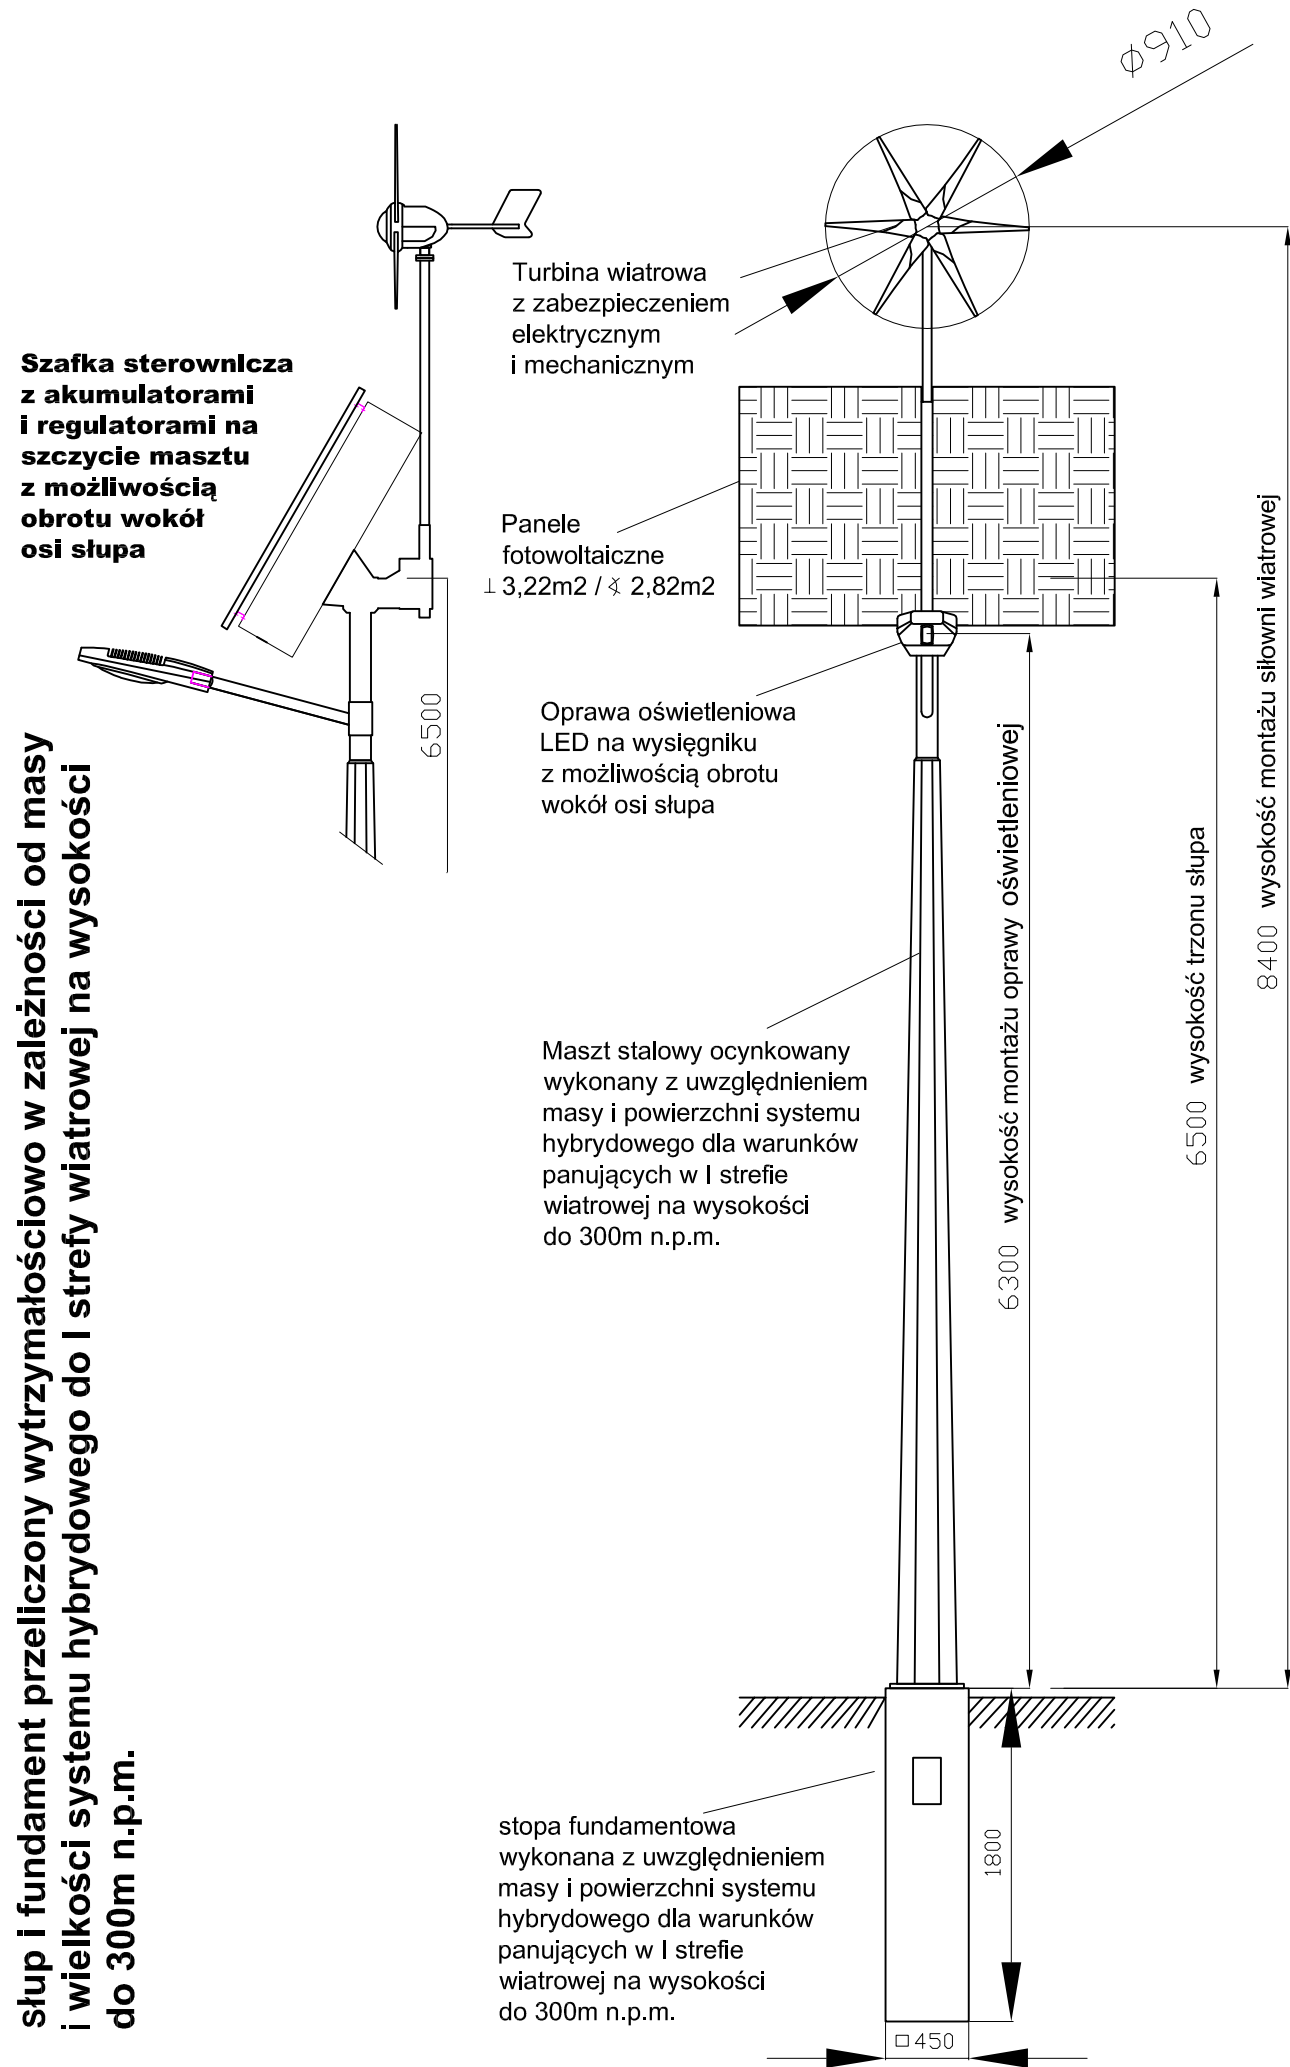 ⌀910
Turbina wiatrowa
z zabezpieczeniem
elektrycznym
i mechanicznym
Szafka sterownicza
z akumulatorami
i regulatorami na
szczycie masztu
z możliwością
obrotu wokół
osi słupa
Panele
fotowoltaiczne
⊥ 3,22m2 / ∢ 2,82m2
6500
Oprawa oświetleniowa
LED na wysięgniku
z możliwością obrotu
wokół osi słupa
6300 wysokość montażu oprawy oświetleniowej
6500 wysokość trzonu słupa
8400 wysokość montażu siłowni wiatrowej
Maszt stalowy ocynkowany
wykonany z uwzględnieniem
masy i powierzchni systemu
hybrydowego dla warunków
panujących w I strefie
wiatrowej na wysokości
do 300m n.p.m.
słup i fundament przeliczony wytrzymałościowo w zależności od masy
i wielkości systemu hybrydowego do I strefy wiatrowej na wysokości
do 300m n.p.m.
stopa fundamentowa
wykonana z uwzględnieniem
masy i powierzchni systemu
hybrydowego dla warunków
panujących w I strefie
wiatrowej na wysokości
do 300m n.p.m.
1800
□450